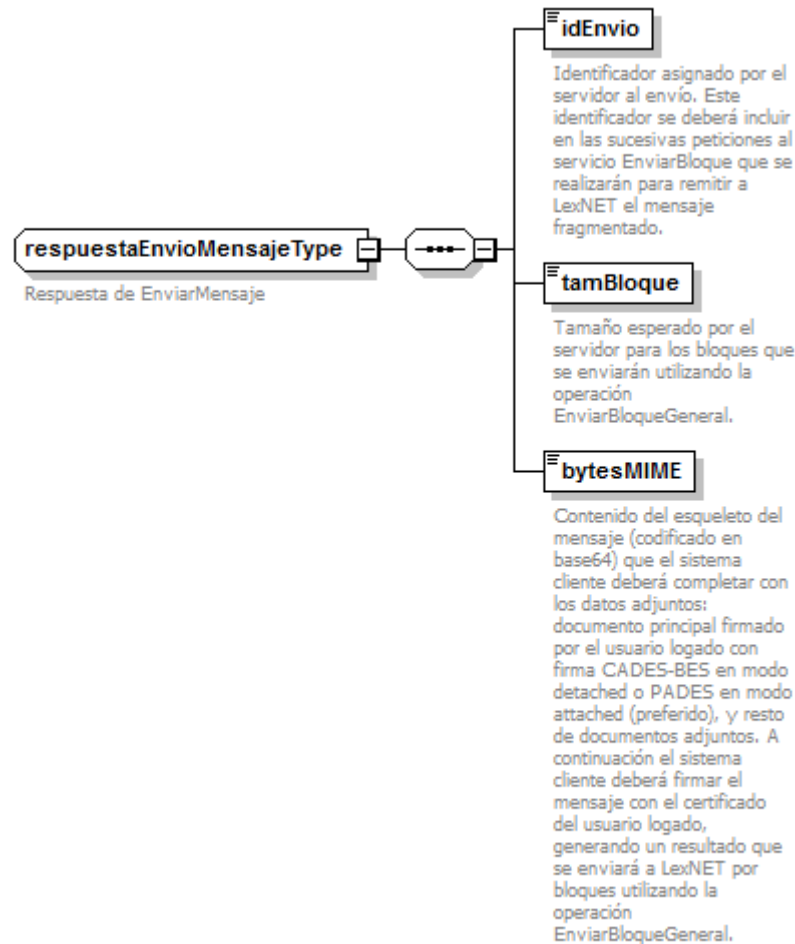 idEnvio
Identificador asignado por el
servidor al envío. Este
identificador se deberá incluir
en las sucesivas peticiones al
servicio EnviarBloque que se
realizarán para remitir a
LexNET el mensaje
fragmentado.
respuestaEnvioMensajeType
Respuesta de EnviarMensaje
tamBloque
Tamaño esperado por el
servidor para los bloques que
se enviarán utilizando la
operación
EnviarBloqueGeneral.
bytesMIME
Contenido del esqueleto del
mensaje (codificado en
base64) que el sistema
cliente deberá completar con
los datos adjuntos:
documento principal firmado
por el usuario logado con
firma CADES-BES en modo
detached o PADES en modo
attached (preferido), y resto
de documentos adjuntos. A
continuación el sistema
cliente deberá firmar el
mensaje con el certificado
del usuario logado,
generando un resultado que
se enviará a LexNET por
bloques utilizando la
operación
EnviarBloqueGeneral.